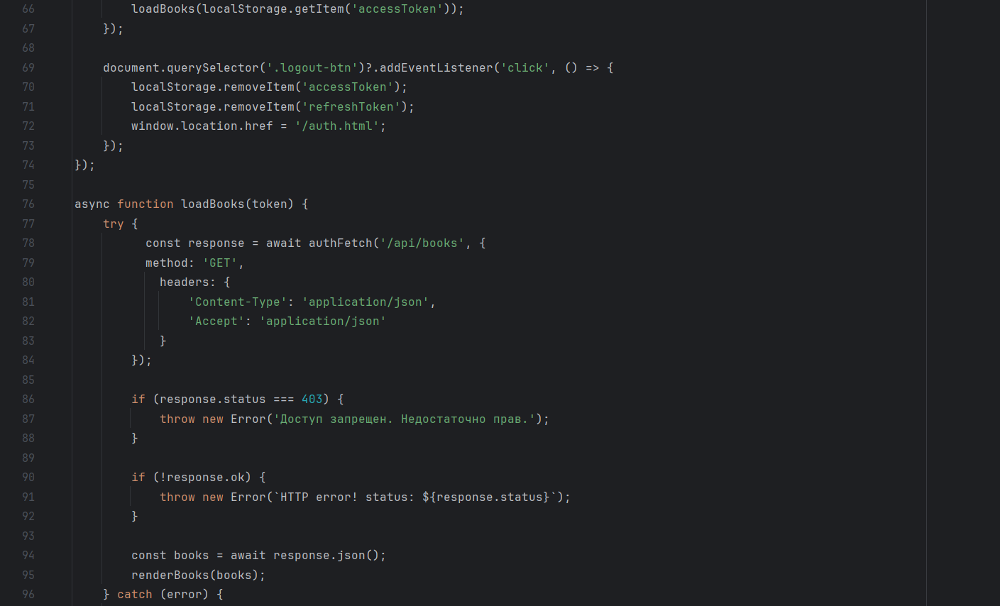 66 loadBooks(localStorage.getItem('accessToken'));
67 });
68
69 document.querySelector('.logout-btn')?.addEventListener('click', () => {
70 localStorage.removeItem('accessToken');
71 localStorage.removeItem('refreshToken');
72 window.location.href = '/auth.html';
73 });
74 });
75
76 async function loadBooks(token) {
77 try {
78 const response = await authFetch('/api/books', {
79 method: 'GET',
80 headers: {
81 'Content-Type': 'application/json',
82 'Accept': 'application/json'
83 }
84 });
85
86 if (response.status === 403) {
87 throw new Error('Доступ запрещен. Недостаточно прав.');
88 }
89
90 if (!response.ok) {
91 throw new Error(`HTTP error! status: ${response.status}`);
92 }
93
94 const books = await response.json();
95 renderBooks(books);
96 } catch (error) {